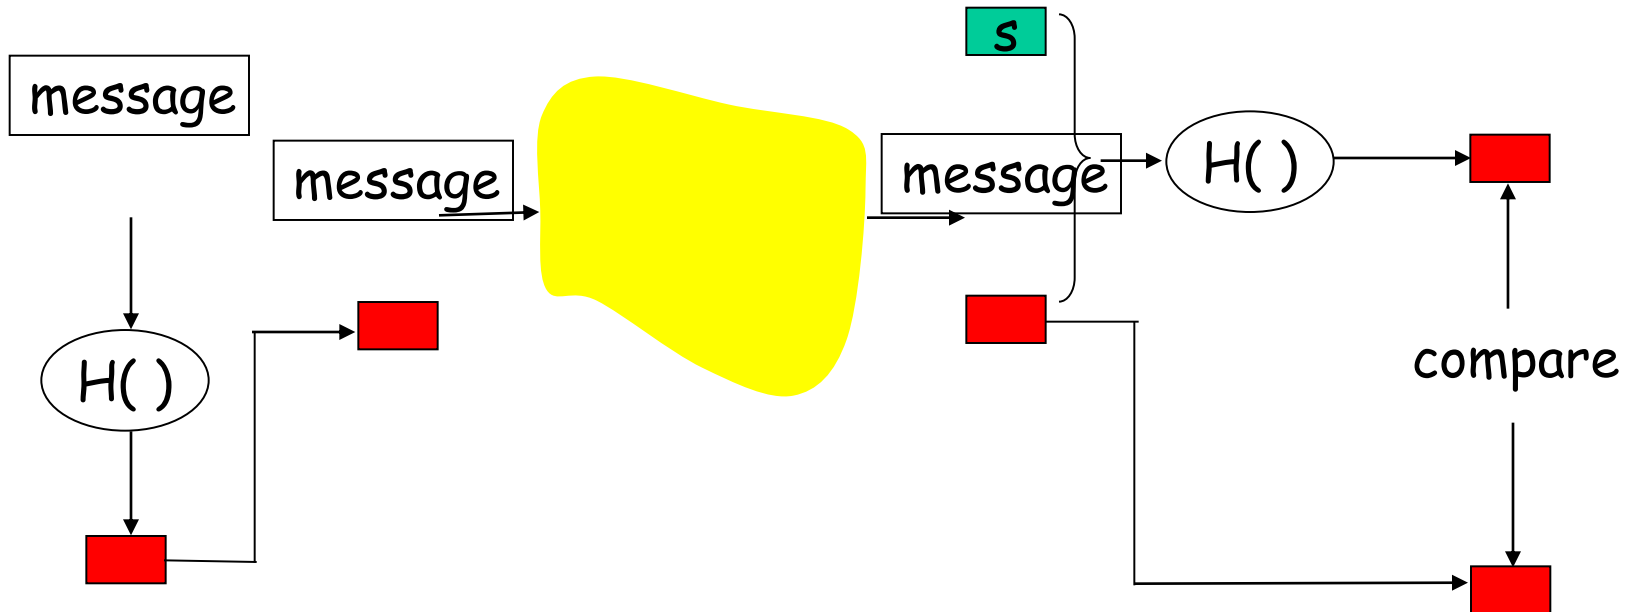 message
H( )
message
s
message
H( )
compare